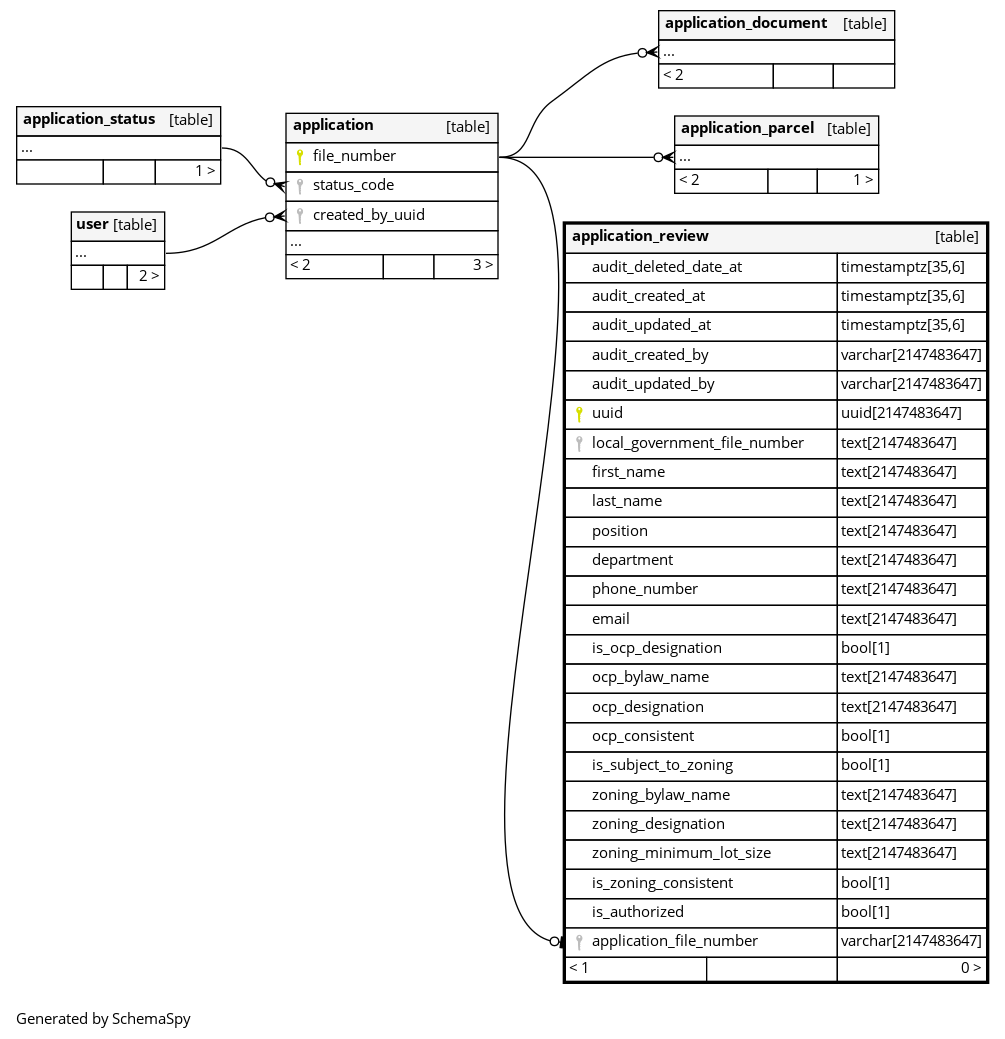 application_document [table]
...
< 2
application_status [table]
...
1 >
application [table]
file_number
status_code
created_by_uuid
...
< 2 3 >
application_parcel [table]
...
< 2 1 >
user [table]
...
2 >
application_review [table]
audit_deleted_date_at timestamptz[35,6]
audit_created_at timestamptz[35,6]
audit_updated_at timestamptz[35,6]
audit_created_by varchar[2147483647]
audit_updated_by varchar[2147483647]
uuid uuid[2147483647]
local_government_file_number text[2147483647]
first_name text[2147483647]
last_name text[2147483647]
position text[2147483647]
department text[2147483647]
phone_number text[2147483647]
email text[2147483647]
is_ocp_designation bool[1]
ocp_bylaw_name text[2147483647]
ocp_designation text[2147483647]
ocp_consistent bool[1]
is_subject_to_zoning bool[1]
zoning_bylaw_name text[2147483647]
zoning_designation text[2147483647]
zoning_minimum_lot_size text[2147483647]
is_zoning_consistent bool[1]
is_authorized bool[1]
application_file_number varchar[2147483647]
< 1 0 >
Generated by SchemaSpy